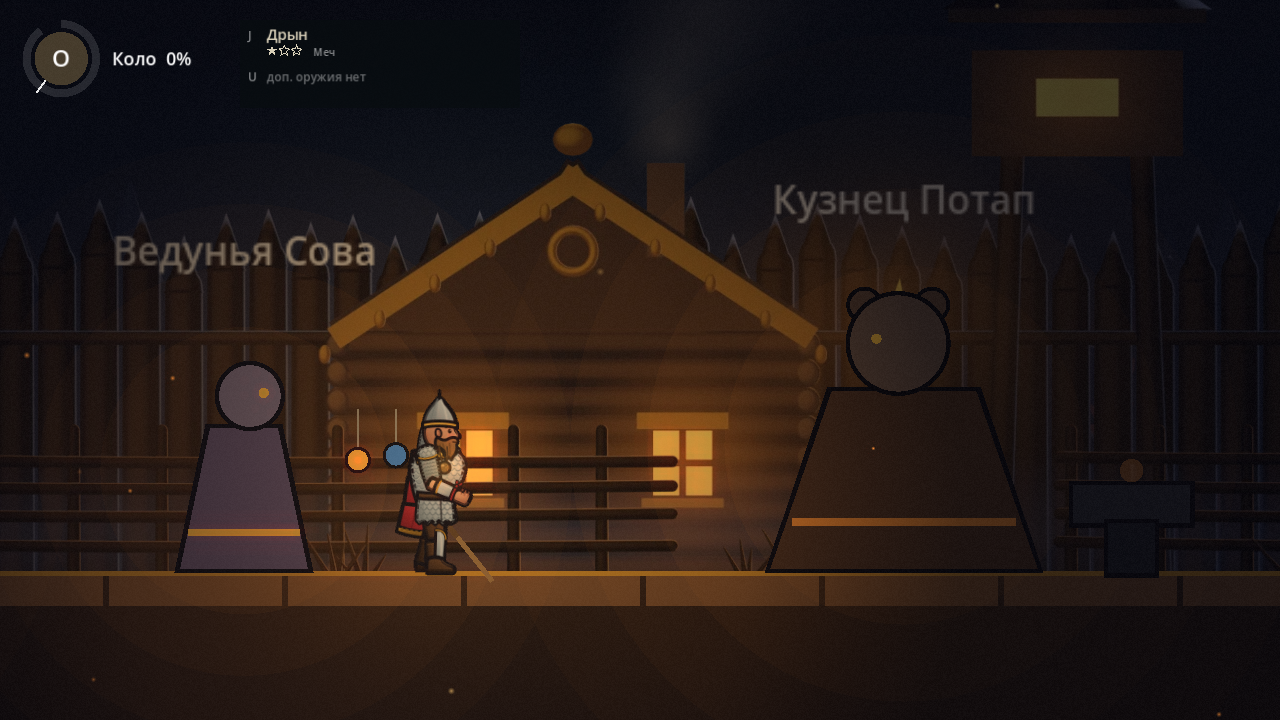 О
Коло 0%
J Дрын
★☆☆ Меч
U доп. оружия нет
Кузнец Потап
Ведунья Сова